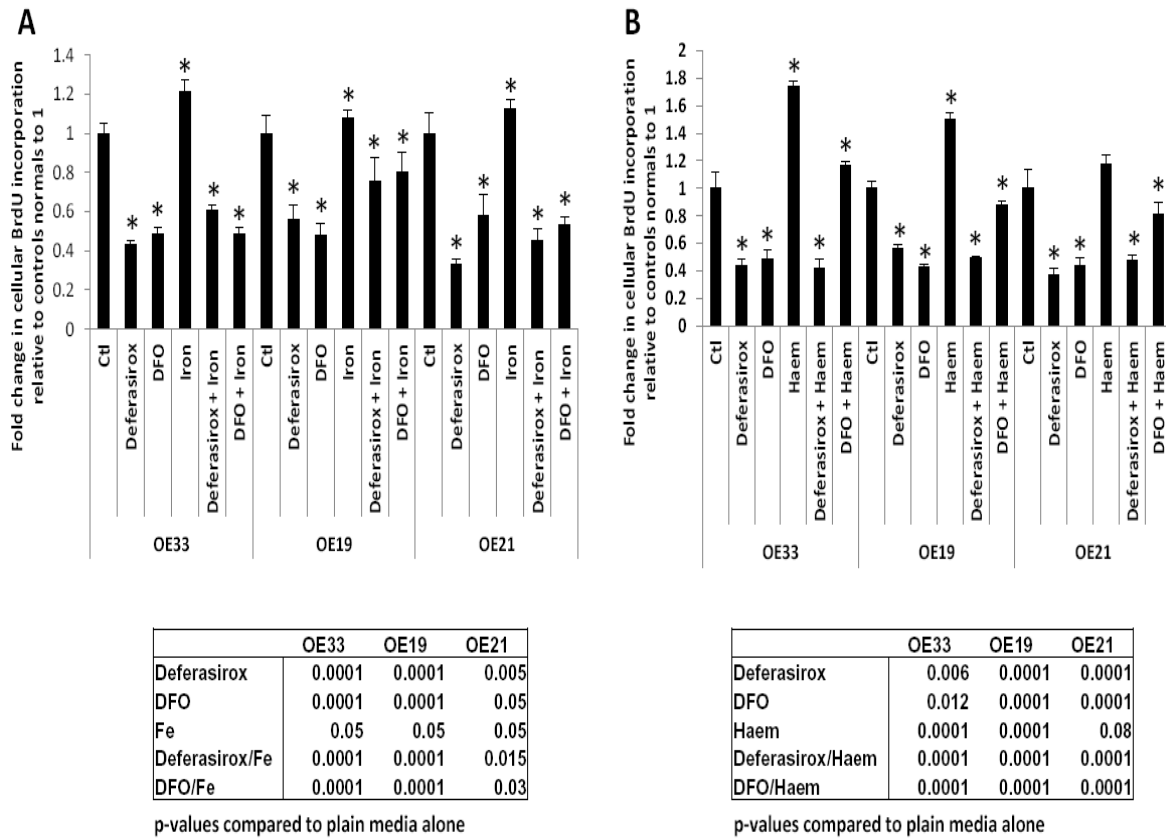 A
Fold change in cellular BrdU incorporation
relative to controls normals to 1
1.4
1.2
1
0.8
0.6
0.4
0.2
0
* * * * * * * * * * * * * * *
Ctl
Deferasirox
DFO
Iron
Deferasirox + Iron
DFO + Iron
Ctl
Deferasirox
DFO
Iron
Deferasirox + Iron
DFO + Iron
Ctl
Deferasirox
DFO
Iron
Deferasirox + Iron
DFO + Iron
OE33 OE19 OE21
B
Fold change in cellular BrdU incorporation
relative to controls normals to 1
2
1.8
1.6
1.4
1.2
1
0.8
0.6
0.4
0.2
0
* * * * * * * * * * * * * *
Ctl
Deferasirox
DFO
Haem
Deferasirox + Haem
DFO + Haem
Ctl
Deferasirox
DFO
Haem
Deferasirox + Haem
DFO + Haem
Ctl
Deferasirox
DFO
Haem
Deferasirox + Haem
DFO + Haem
OE33 OE19 OE21
OE33 OE19 OE21
Deferasirox 0.0001 0.0001 0.005
DFO 0.0001 0.0001 0.05
Fe 0.05 0.05 0.05
Deferasirox/Fe 0.0001 0.0001 0.015
DFO/Fe 0.0001 0.0001 0.03
p-values compared to plain media alone
OE33 OE19 OE21
Deferasirox 0.006 0.0001 0.0001
DFO 0.012 0.0001 0.0001
Haem 0.0001 0.0001 0.08
Deferasirox/Haem 0.0001 0.0001 0.0001
DFO/Haem 0.0001 0.0001 0.0001
p-values compared to plain media alone